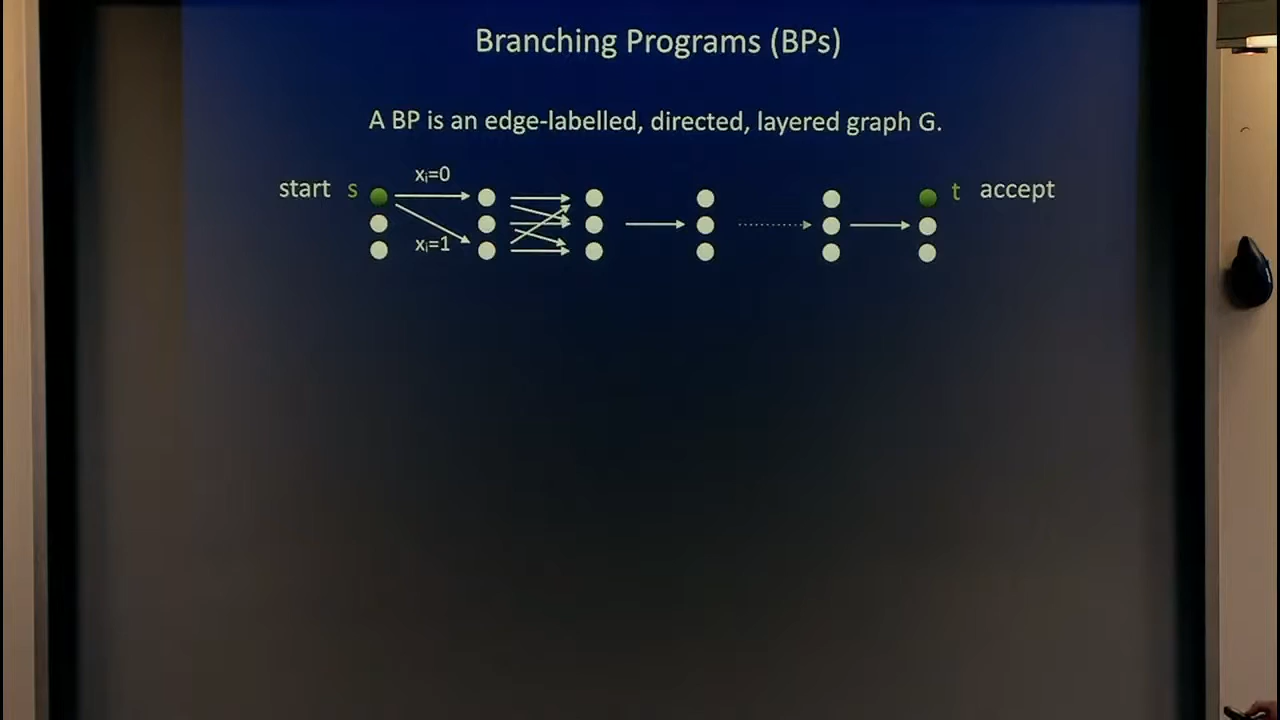 Branching Programs (BPs)
A BP is an edge-labelled, directed, layered graph G.
xᵢ=0
start s
t accept
xᵢ=1